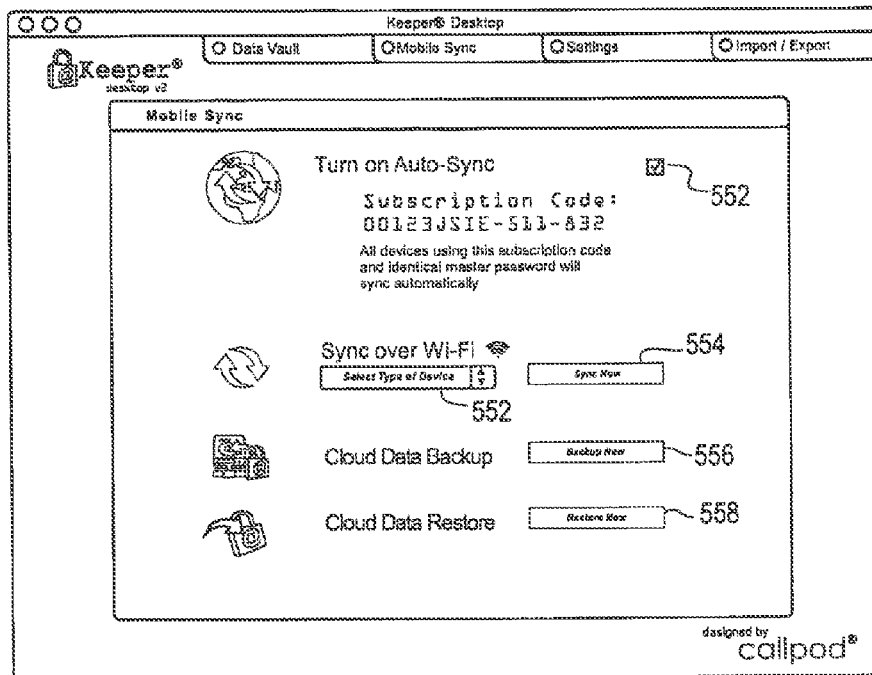 Keeper® Desktop
Data Vault
Mobile Sync
Settings
Import / Export
Keeper®
desktop v2
Mobile Sync
Turn on Auto-Sync
552
Subscription Code:
00123JSIE-511-832
All devices using this subscription code
and identical master password will
sync automatically
Sync over Wi-Fi
554
Select Type of Device
Sync Now
552
Cloud Data Backup
Backup Now
556
Cloud Data Restore
Restore Now
558
designed by
callpod®